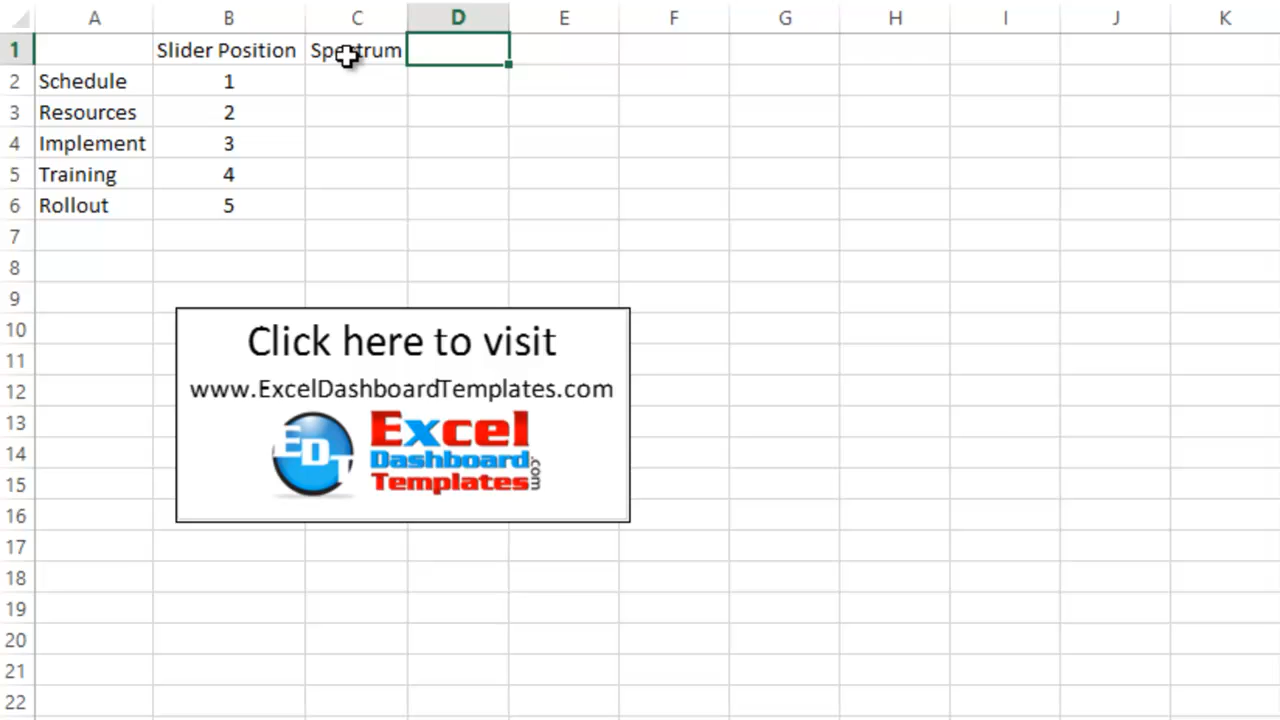 A B C D E F G H I J K
1 Slider Position Spectrum
2 Schedule 1
3 Resources 2
4 Implement 3
5 Training 4
6 Rollout 5
7
8
9
10
11
12
13
14
15
16
17
18
19
20
21
22
Click here to visit
www.ExcelDashboardTemplates.com
EDT Excel
Dashboard
Templates.com